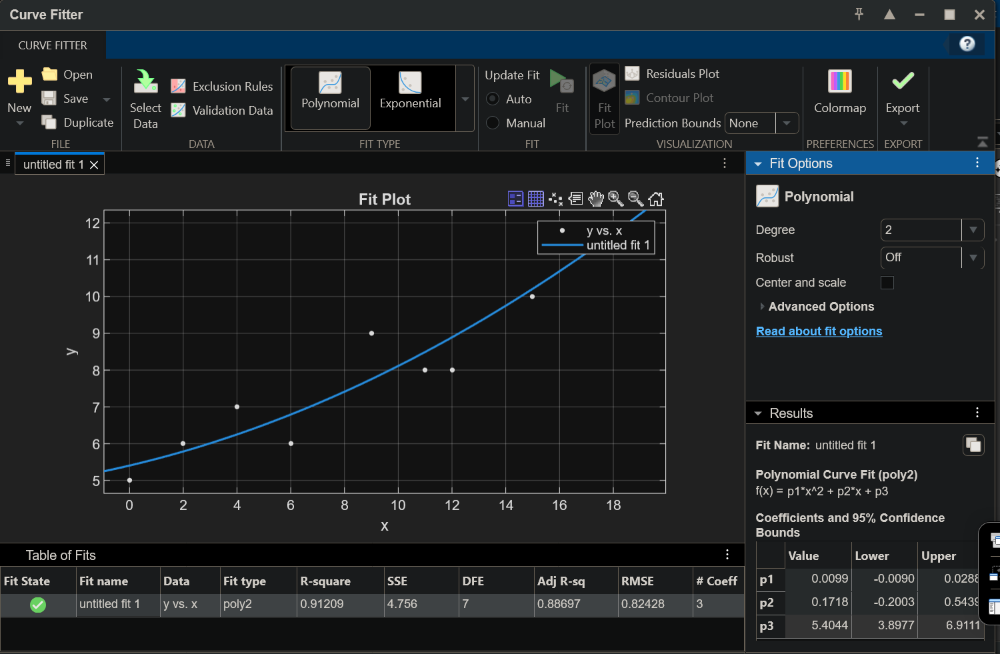 Curve Fitter
CURVE FITTER
?
New
Open
Save
Duplicate
FILE
Select
Data
Exclusion Rules
Validation Data
DATA
Polynomial
Exponential
FIT TYPE
Update Fit
Auto
Manual
Fit
FIT
Fit
Plot
Residuals Plot
Contour Plot
Prediction Bounds None
VISUALIZATION
Colormap
PREFERENCES
Export
EXPORT
untitled fit 1
Fit Plot
y vs. x
untitled fit 1
12
11
10
9
8
7
6
5
y
0 2 4 6 8 10 12 14 16 18
x
Table of Fits
Fit State Fit name Data Fit type R-square SSE DFE Adj R-sq RMSE # Coeff
untitled fit 1 y vs. x poly2 0.91209 4.756 7 0.88697 0.82428 3
Fit Options
Polynomial
Degree 2
Robust Off
Center and scale
Advanced Options
Read about fit options
Results
Fit Name: untitled fit 1
Polynomial Curve Fit (poly2)
f(x) = p1*x^2 + p2*x + p3
Coefficients and 95% Confidence
Bounds
Value Lower Upper
p1 0.0099 -0.0090 0.0288
p2 0.1718 -0.2003 0.5439
p3 5.4044 3.8977 6.9111